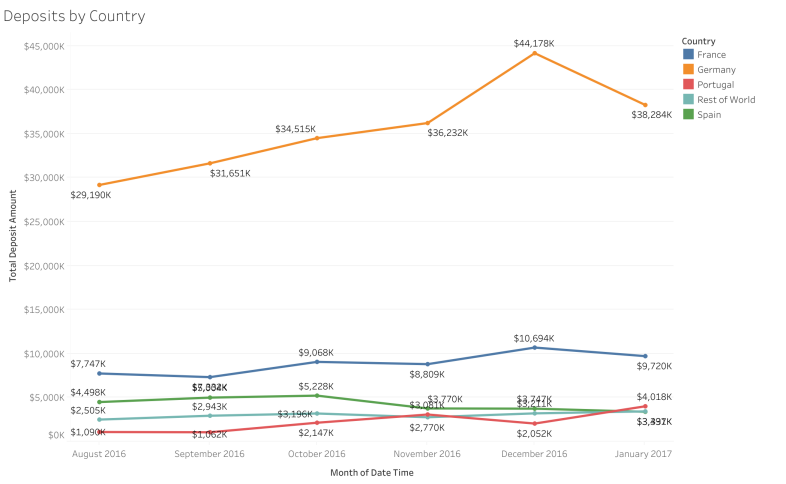 Deposits by Country
$45,000K
$40,000K
$35,000K
$30,000K
$25,000K
$20,000K
$15,000K
$10,000K
$5,000K
$0K
Total Deposit Amount
$44,178K
$38,284K
$36,232K
$34,515K
$31,651K
$29,190K
$10,694K
$9,720K
$9,068K
$8,809K
$7,747K
$5,228K
$4,498K
$4,018K
$3,770K
$3,747K
$3,081K
$3,211K
$2,943K
$2,505K
$3,196K
$2,770K
$2,147K
$2,052K
$1,090K
$1,062K
August 2016
September 2016
October 2016
November 2016
December 2016
January 2017
Month of Date Time
Country
France
Germany
Portugal
Rest of World
Spain